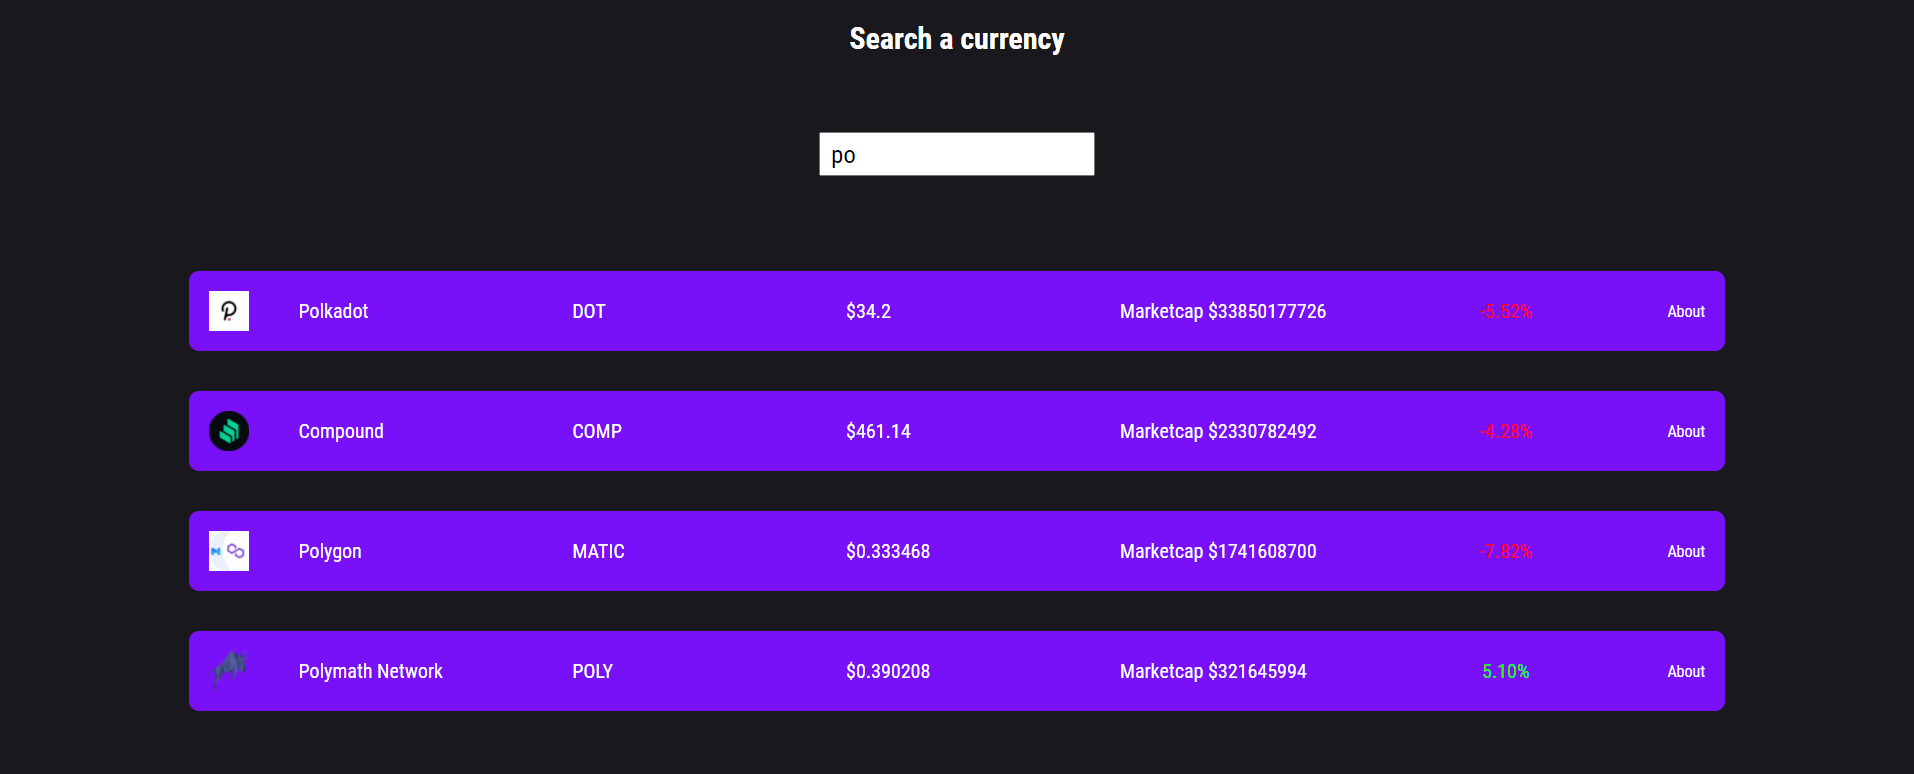 Search a currency
po
Polkadot DOT $34.2 Marketcap $33850177726 -5.52% About
Compound COMP $461.14 Marketcap $2330782492 -4.28% About
Polygon MATIC $0.333468 Marketcap $1741608700 -7.82% About
Polymath Network POLY $0.390208 Marketcap $321645994 5.10% About